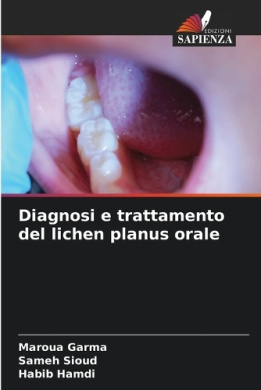 EDIZIONI
SAPIENZA
Diagnosi e trattamento
del lichen planus orale
Maroua Garma
Sameh Sioud
Habib Hamdi